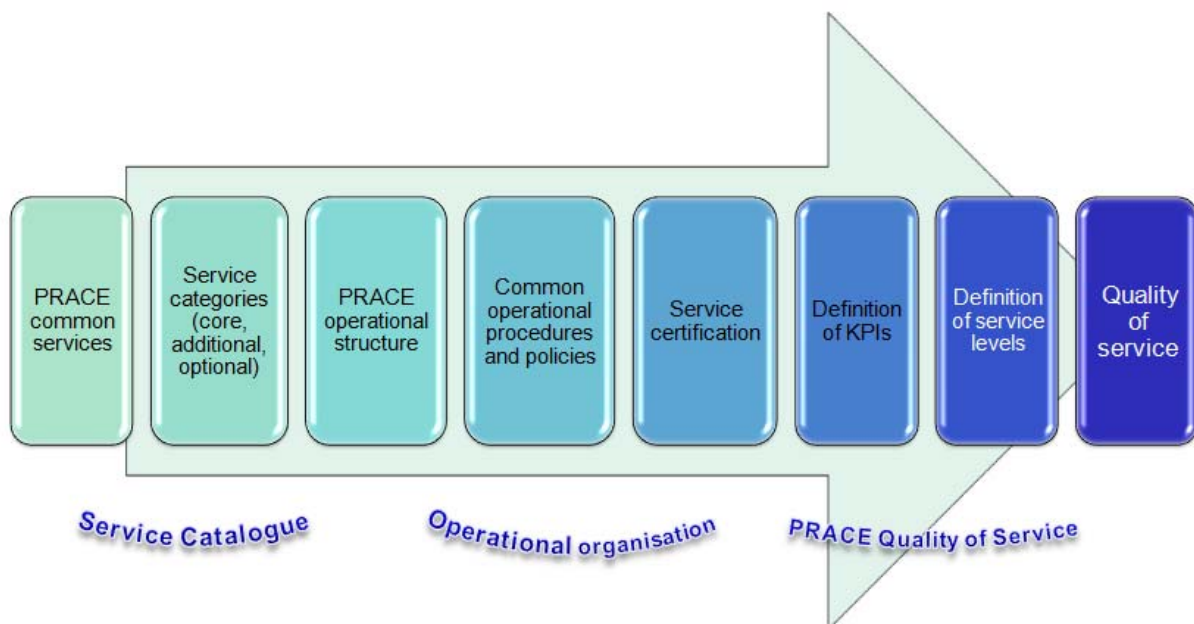 PRACE
common
services
Service
categories
(core,
additional,
optional)
PRACE
operational
structure
Common
operational
procedures
and policies
Service
certification
Definition
of KPIs
Definition
of service
levels
Quality
of
service
Service Catalogue
Operational organisation
PRACE Quality of Service